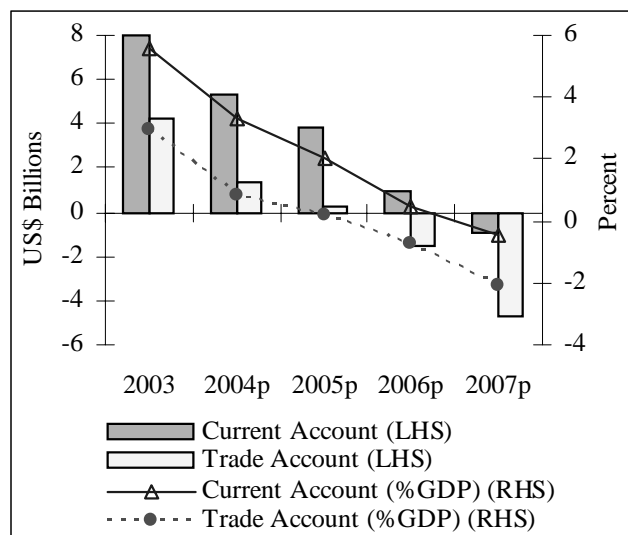 8
6
4
2
0
-2
-4
-6
US$ Billions
6
4
2
0
-2
-4
Percent
2003 2004p 2005p 2006p 2007p
Current Account (LHS)
Trade Account (LHS)
Current Account (%GDP) (RHS)
Trade Account (%GDP) (RHS)